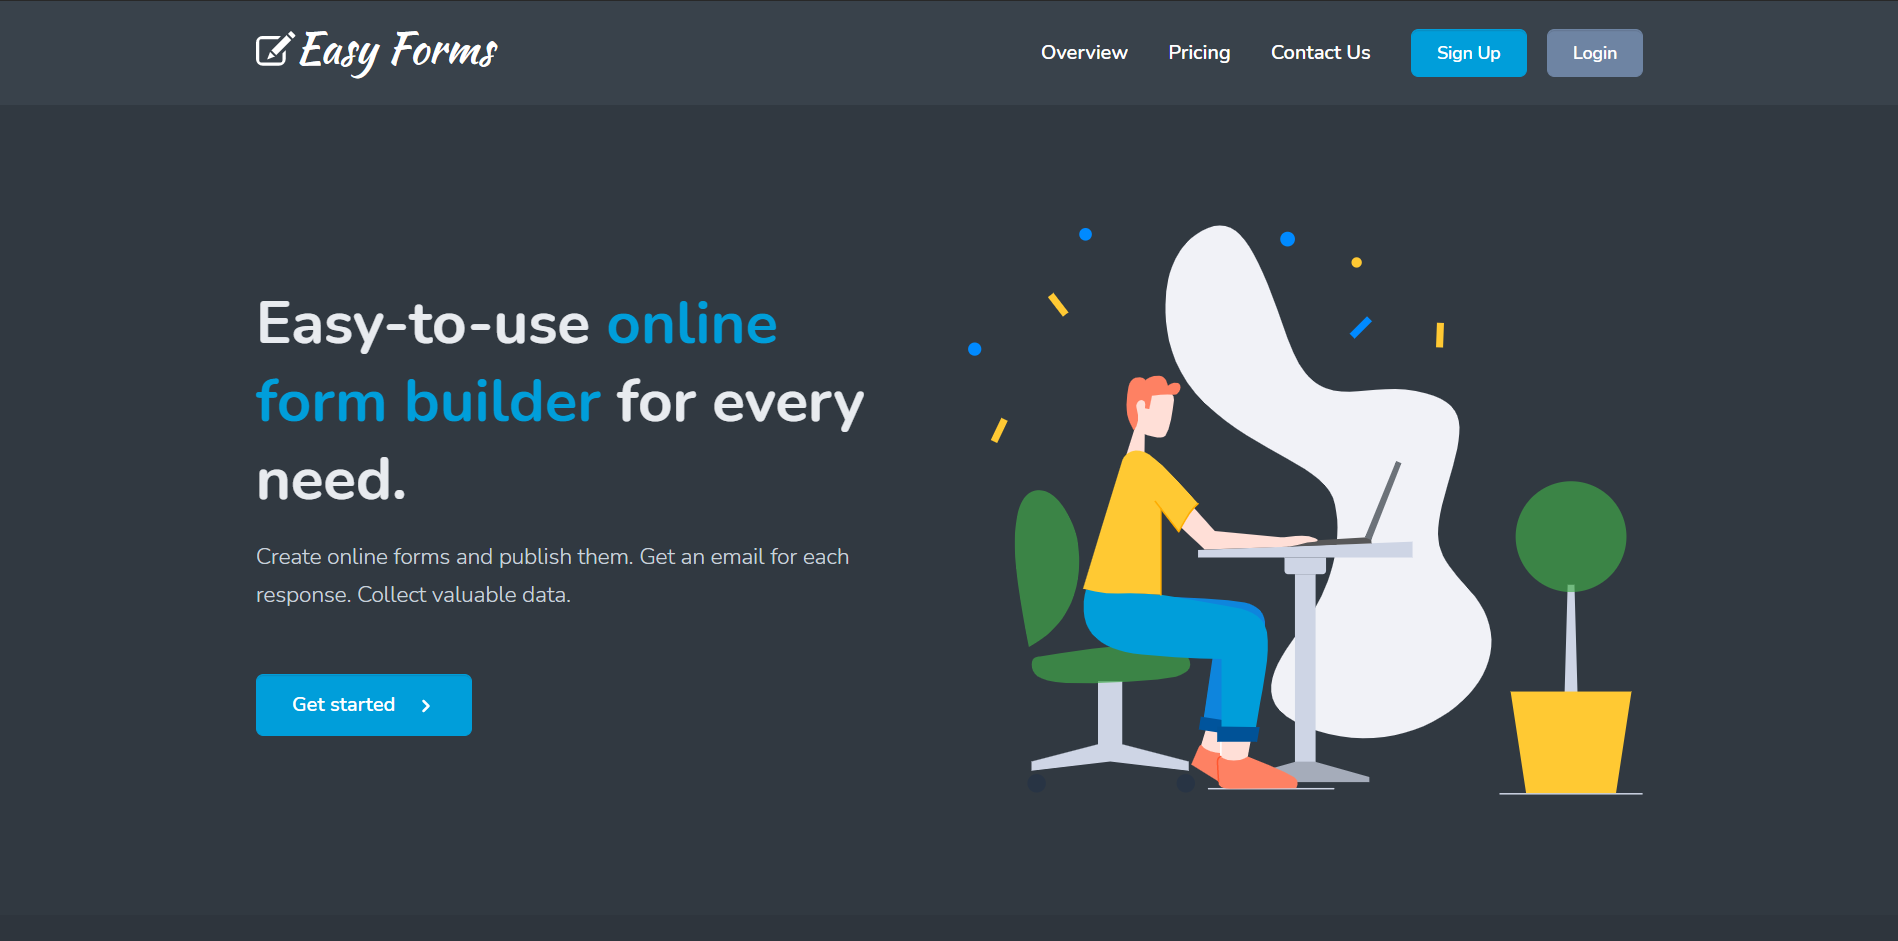 Easy Forms
Overview Pricing Contact Us Sign Up Login
Easy-to-use online
form builder for every
need.
Create online forms and publish them. Get an email for each
response. Collect valuable data.
Get started